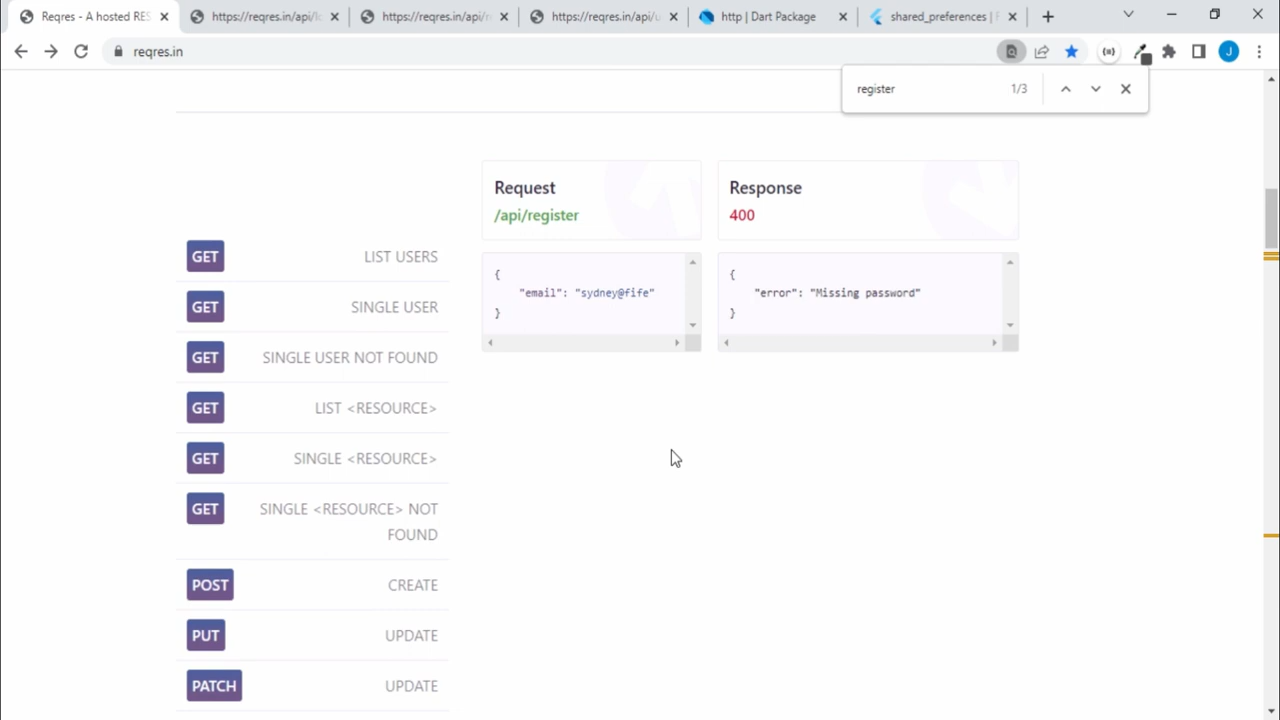 Reqres - A hosted RES
https://reqres.in/api/
https://reqres.in/api/
https://reqres.in/api/u
http | Dart Package
shared_preferences | F
reqres.in
J
register
1/3
Request
/api/register
Response
400
{
"email": "sydney@fife"
}
{
"error": "Missing password"
}
GET LIST USERS
GET SINGLE USER
GET SINGLE USER NOT FOUND
GET LIST <RESOURCE>
GET SINGLE <RESOURCE>
GET SINGLE <RESOURCE> NOT
FOUND
POST CREATE
PUT UPDATE
PATCH UPDATE